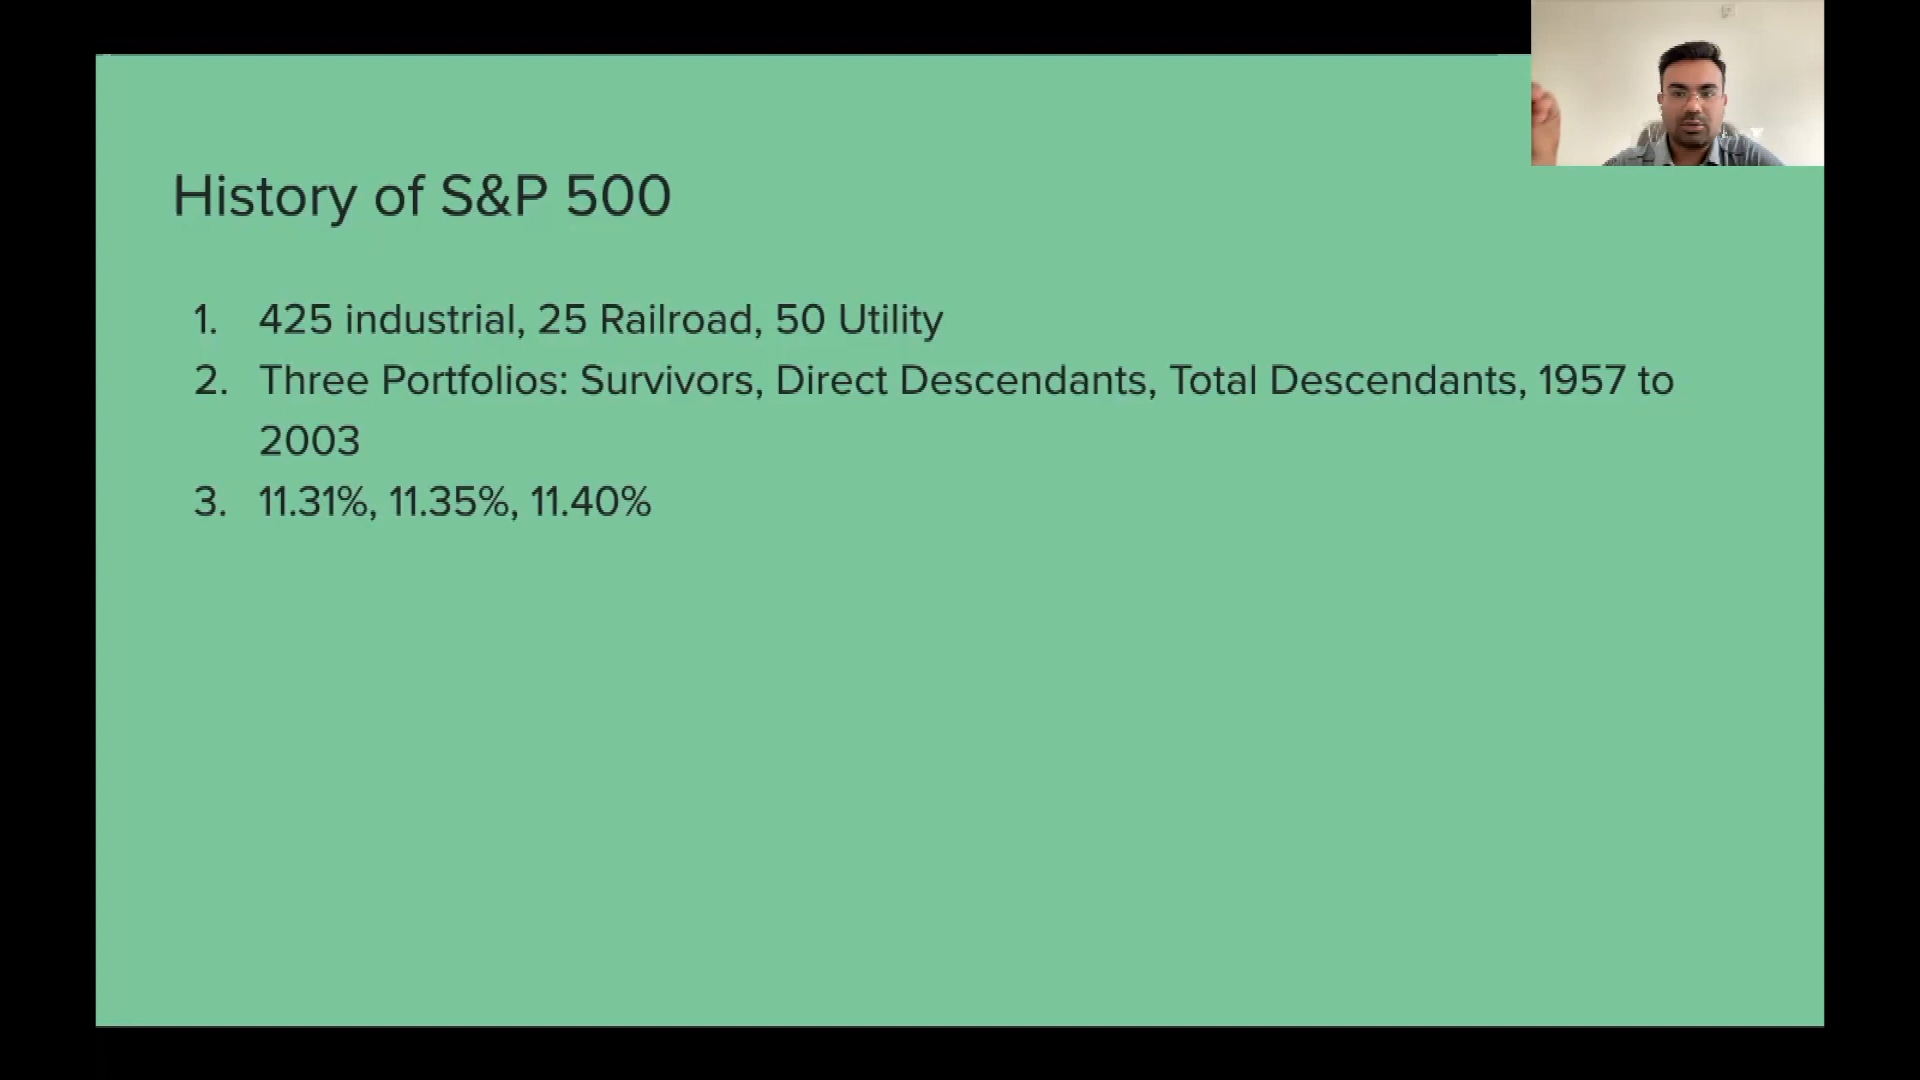 History of S&P 500
1. 425 industrial, 25 Railroad, 50 Utility
2. Three Portfolios: Survivors, Direct Descendants, Total Descendants, 1957 to
2003
3. 11.31%, 11.35%, 11.40%